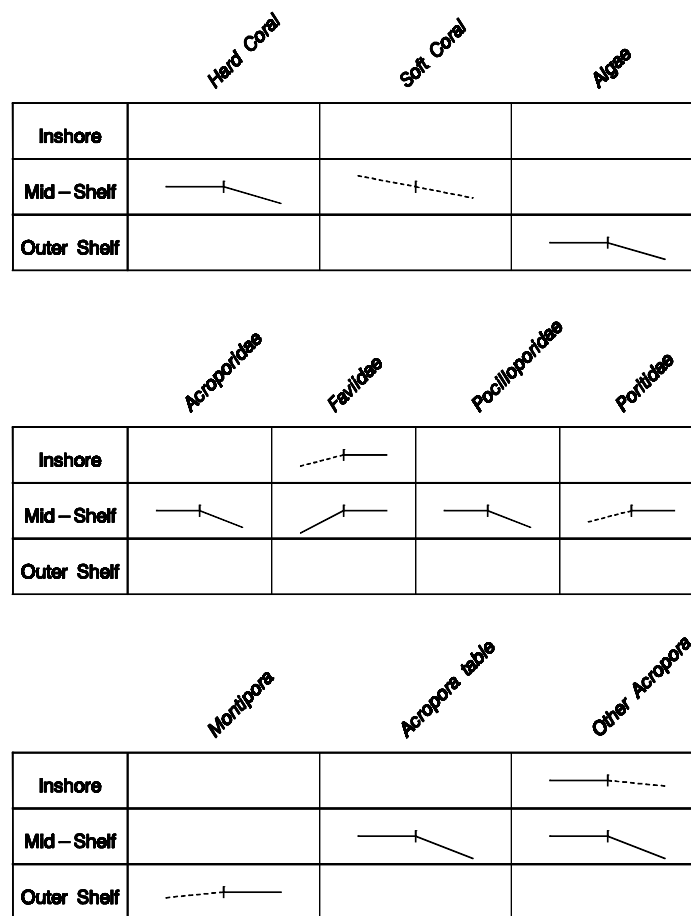 Hard Coral Soft Coral Algae
Inshore
Mid-Shelf
Outer Shelf
Acroporidae Faviidae Pocilloporidae Poritidae
Inshore
Mid-Shelf
Outer Shelf
Montipora Acropora table Other Acropora
Inshore
Mid-Shelf
Outer Shelf